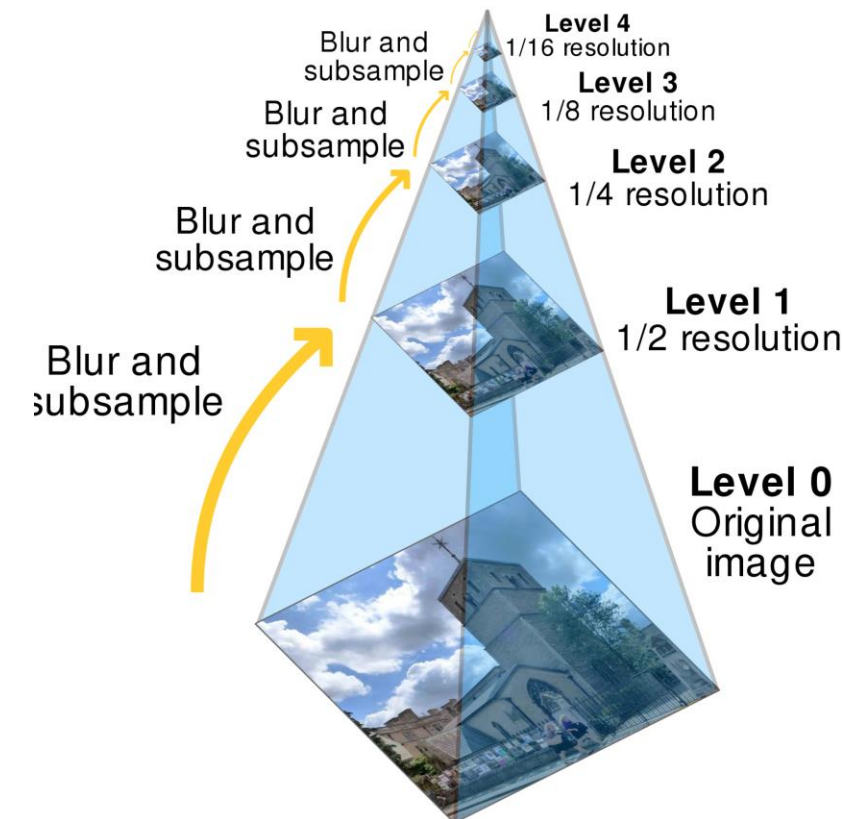 Level 4
1/16 resolution
Blur and
subsample
Level 3
1/8 resolution
Blur and
subsample
Level 2
1/4 resolution
Blur and
subsample
Level 1
1/2 resolution
Blur and
subsample
Level 0
Original
image